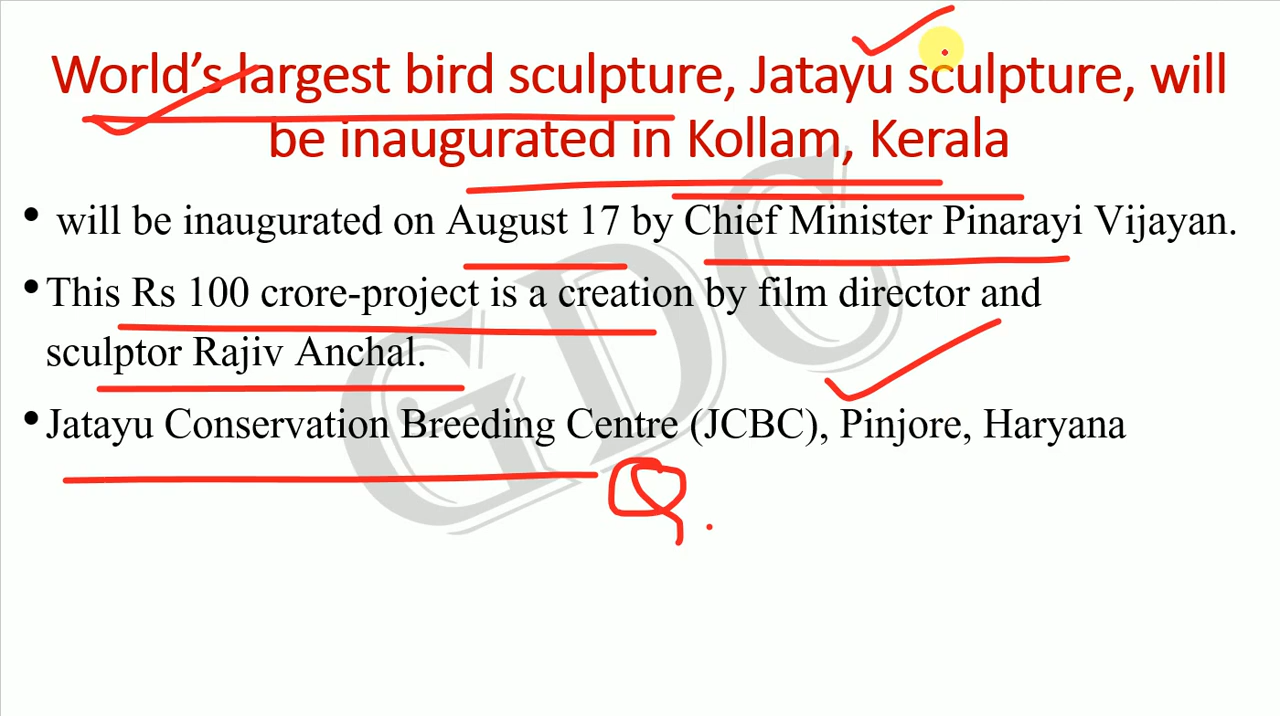 World's largest bird sculpture, Jatayu sculpture, will
be inaugurated in Kollam, Kerala
• will be inaugurated on August 17 by Chief Minister Pinarayi Vijayan.
• This Rs 100 crore-project is a creation by film director and
sculptor Rajiv Anchal.
• Jatayu Conservation Breeding Centre (JCBC), Pinjore, Haryana
GDC
Q.